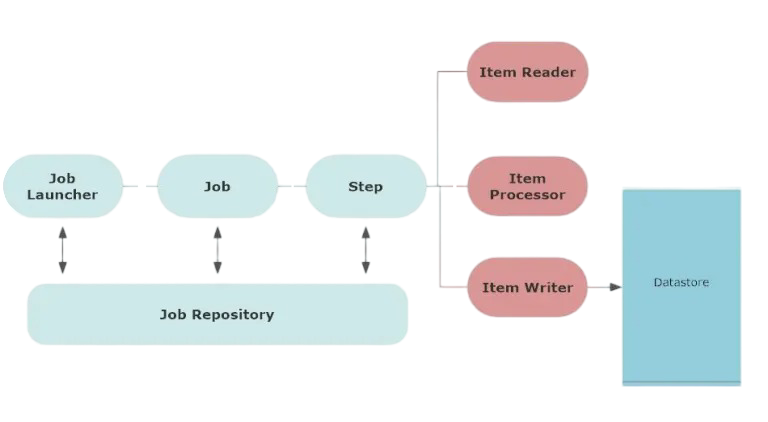 Item Reader
Job
Launcher
Job
Step
Item
Processor
Datastore
Item Writer
Job Repository